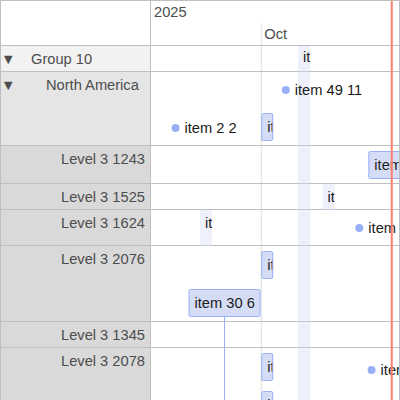 2025
Oct
▼ Group 10
it
▼ North America
item 49 11
item 2 2
it
Level 3 1243
item
Level 3 1525
it
Level 3 1624
it
item
Level 3 2076
it
item 30 6
Level 3 1345
Level 3 2078
it